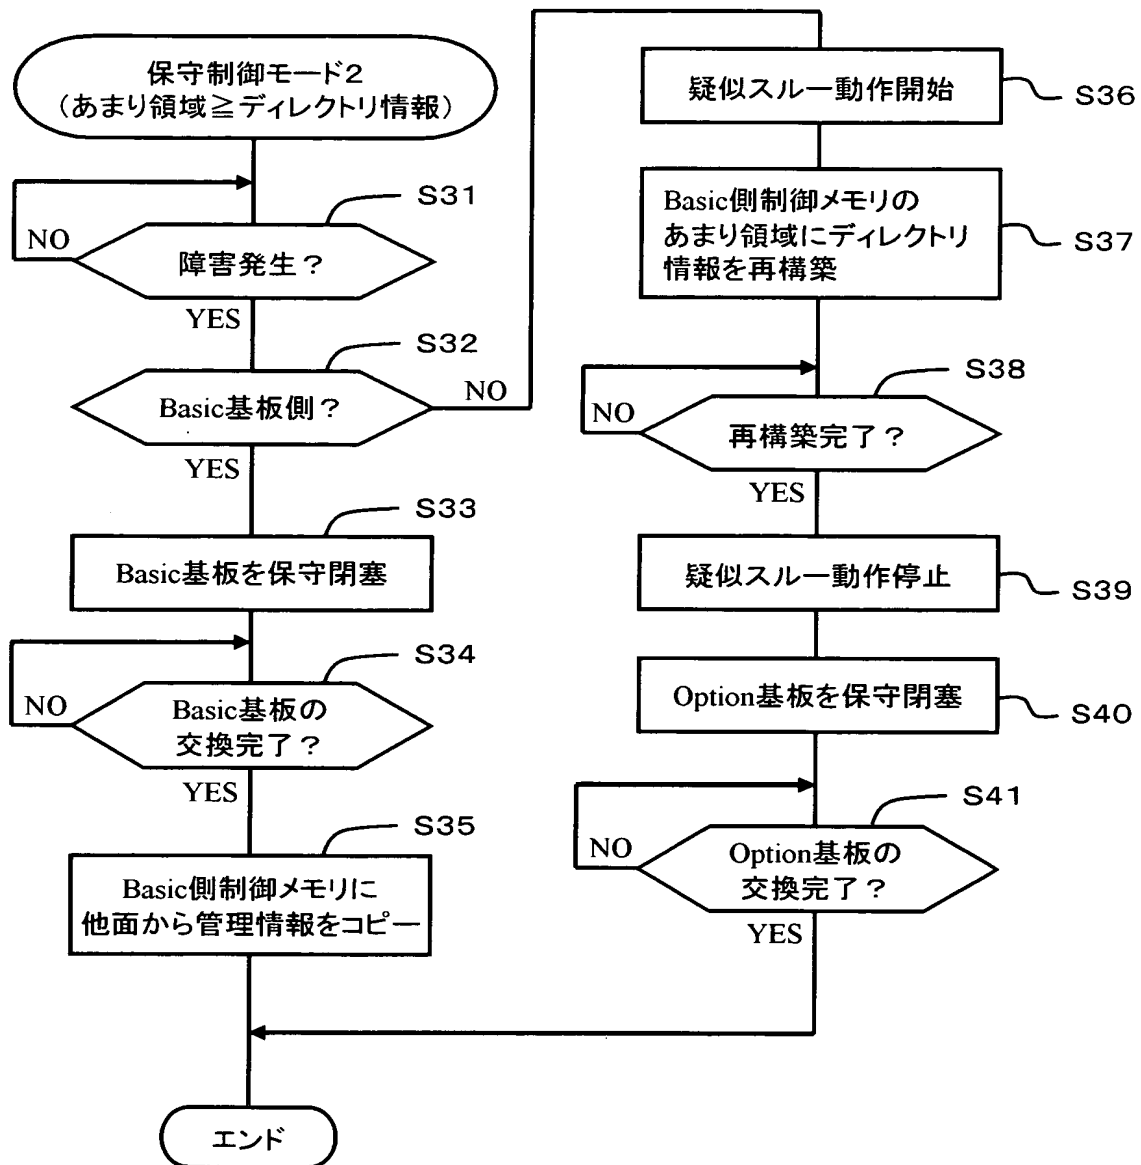 保守制御モード2
(あまり領域≧ディレクトリ情報)
S31
NO
障害発生?
YES
S32
Basic基板側?
NO
YES
S33
Basic基板を保守閉塞
S34
NO
Basic基板の
交換完了?
YES
S35
Basic側制御メモリに
他面から管理情報をコピー
疑似スルー動作開始
S36
Basic側制御メモリの
あまり領域にディレクトリ
情報を再構築
S37
S38
NO
再構築完了?
YES
疑似スルー動作停止
S39
Option基板を保守閉塞
S40
S41
NO
Option基板の
交換完了?
YES
エンド